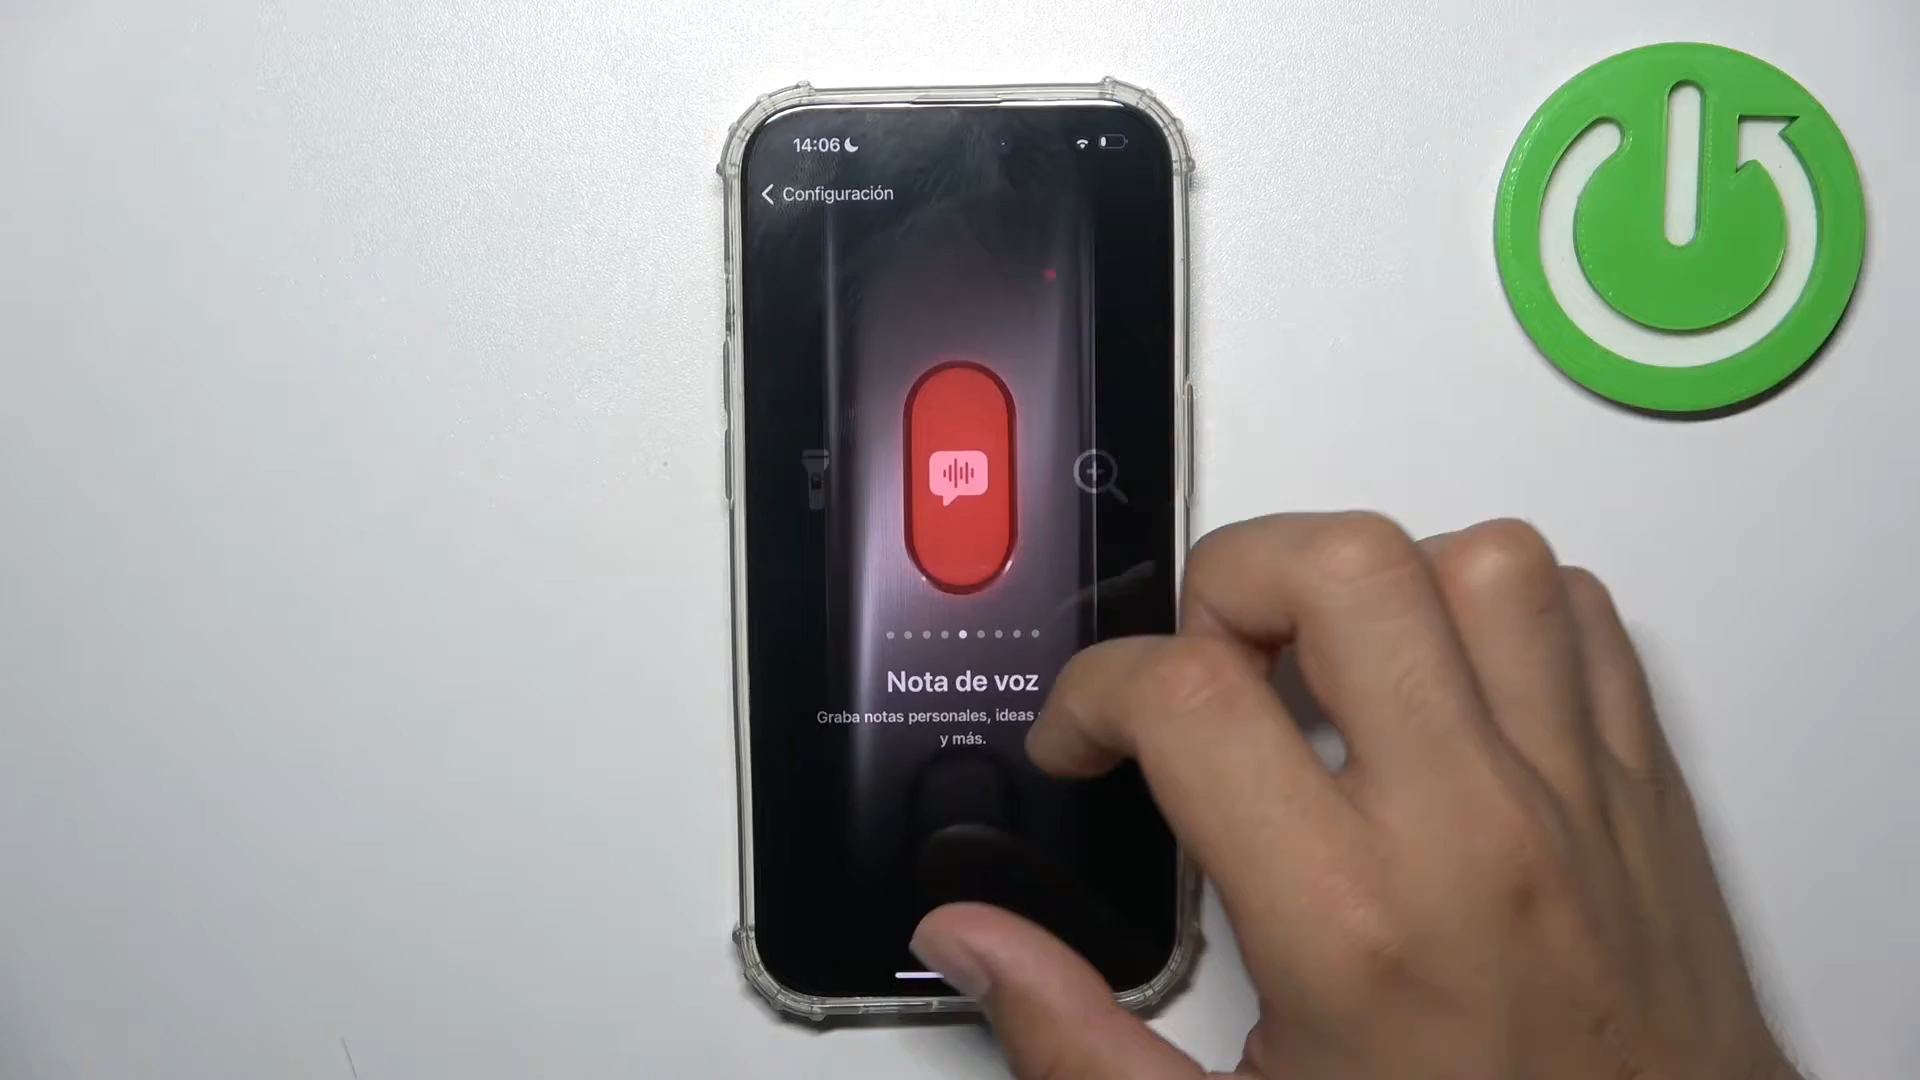 14:06
Configuración
Nota de voz
Graba notas personales, ideas
y más.